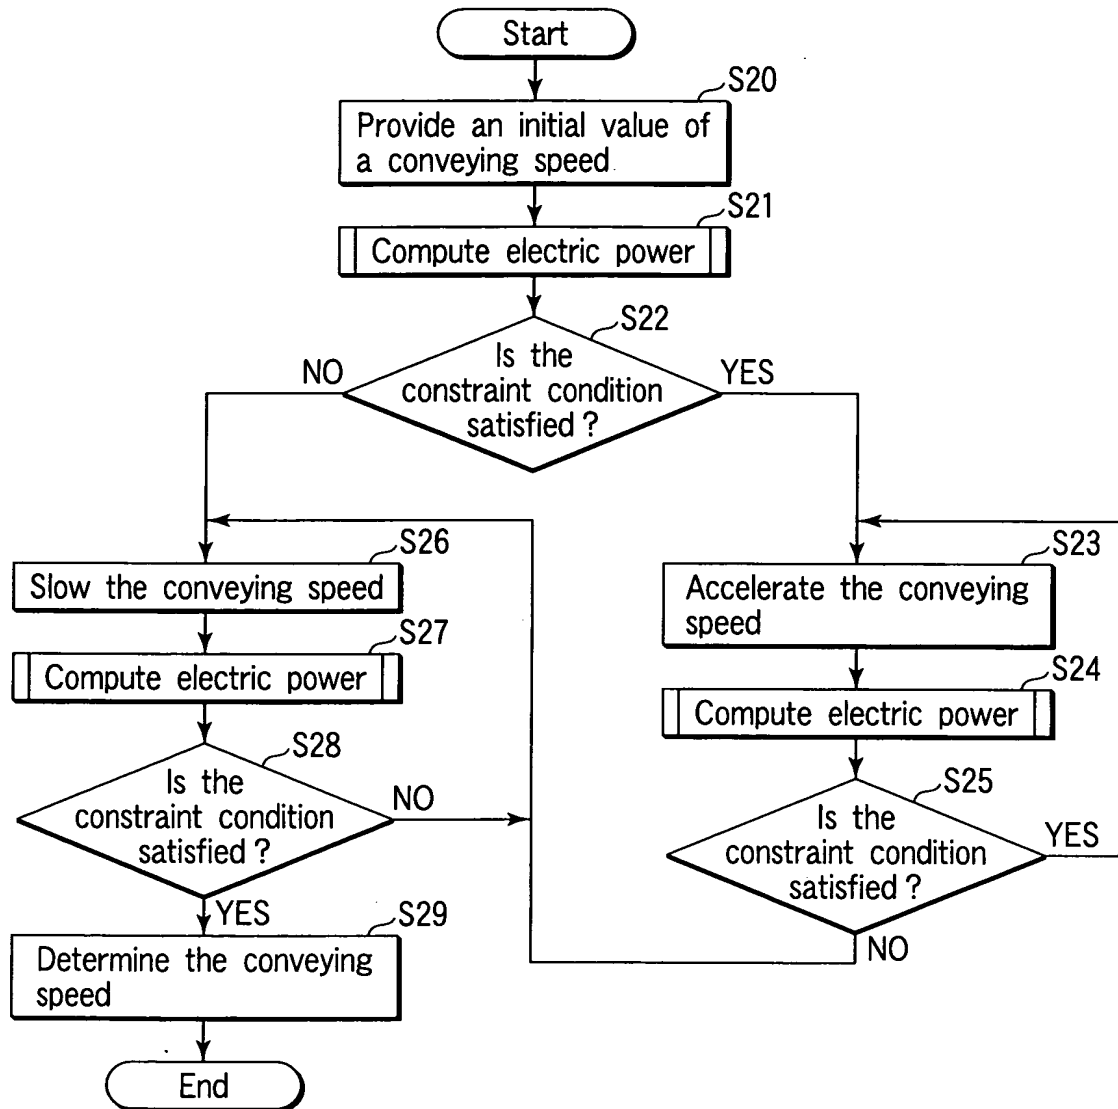 Start
S20
Provide an initial value of
a conveying speed
S21
Compute electric power
S22
Is the
constraint condition
satisfied ?
NO
YES
S26
Slow the conveying speed
S27
Compute electric power
S28
Is the
constraint condition
satisfied ?
NO
YES
S29
Determine the conveying
speed
End
S23
Accelerate the conveying
speed
S24
Compute electric power
S25
Is the
constraint condition
satisfied ?
YES
NO